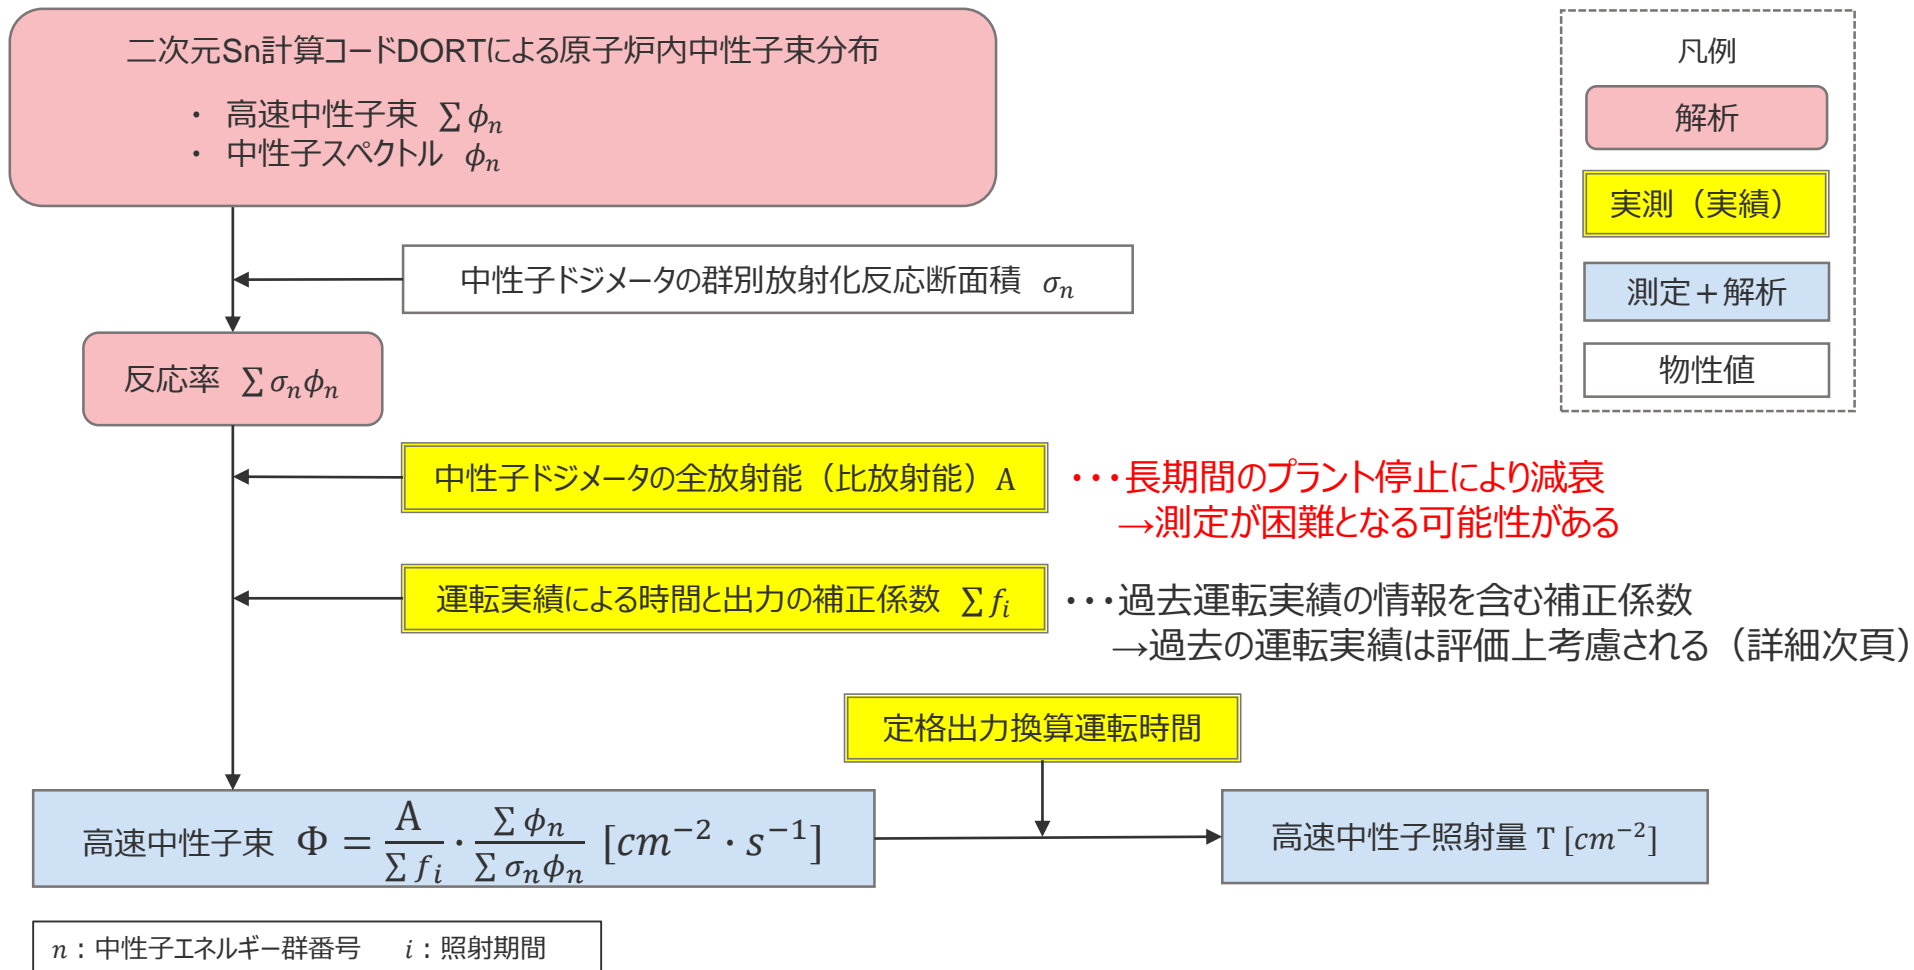 二次元Sn計算コードDORTによる原子炉内中性子束分布
・ 高速中性子束 ∑ϕₙ
・ 中性子スペクトル ϕₙ
中性子ドジメータの群別放射化反応断面積 σₙ
反応率 ∑σₙϕₙ
中性子ドジメータの全放射能（比放射能）A
・・・長期間のプラント停止により減衰
→測定が困難となる可能性がある
運転実績による時間と出力の補正係数 ∑fᵢ
・・・過去運転実績の情報を含む補正係数
→過去の運転実績は評価上考慮される（詳細次頁）
定格出力換算運転時間
高速中性子束 Φ = A/∑fᵢ · ∑ϕₙ/∑σₙϕₙ [cm⁻² · s⁻¹]
高速中性子照射量 T [cm⁻²]
n：中性子エネルギー群番号 i：照射期間
凡例
解析
実測（実績）
測定＋解析
物性値